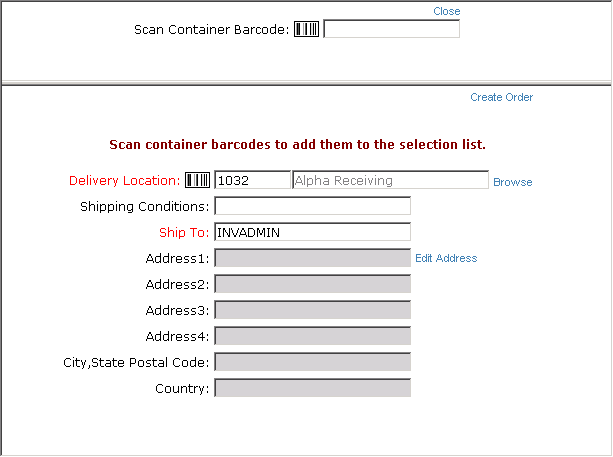 Close
Scan Container Barcode:
Create Order
Scan container barcodes to add them to the selection list.
Delivery Location: 1032 Alpha Receiving Browse
Shipping Conditions:
Ship To: INVADMIN
Address1: Edit Address
Address2:
Address3:
Address4:
City,State Postal Code:
Country: